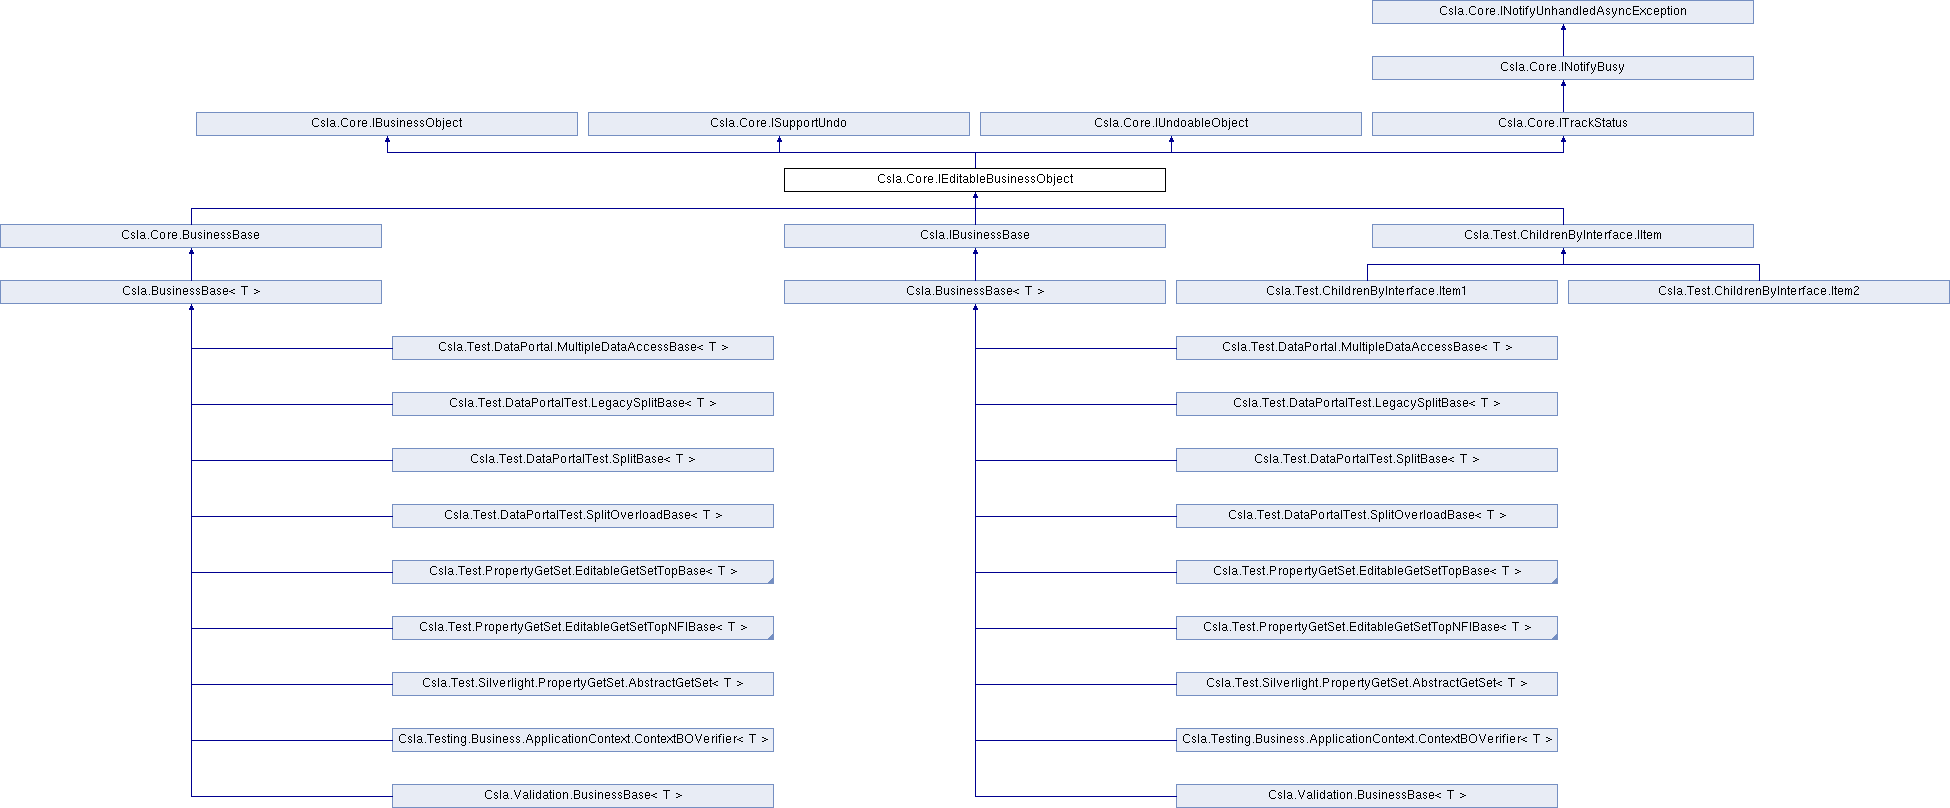 Csla.Core.INotifyUnhandledAsyncException
Csla.Core.INotifyBusy
Csla.Core.IBusinessObject
Csla.Core.ISupportUndo
Csla.Core.IUndoableObject
Csla.Core.ITrackStatus
Csla.Core.IEditableBusinessObject
Csla.Core.BusinessBase
Csla.IBusinessBase
Csla.Test.ChildrenByInterface.IItem
Csla.BusinessBase< T >
Csla.BusinessBase< T >
Csla.Test.ChildrenByInterface.Item1
Csla.Test.ChildrenByInterface.Item2
Csla.Test.DataPortal.MultipleDataAccessBase< T >
Csla.Test.DataPortal.MultipleDataAccessBase< T >
Csla.Test.DataPortalTest.LegacySplitBase< T >
Csla.Test.DataPortalTest.LegacySplitBase< T >
Csla.Test.DataPortalTest.SplitBase< T >
Csla.Test.DataPortalTest.SplitBase< T >
Csla.Test.DataPortalTest.SplitOverloadBase< T >
Csla.Test.DataPortalTest.SplitOverloadBase< T >
Csla.Test.PropertyGetSet.EditableGetSetTopBase< T >
Csla.Test.PropertyGetSet.EditableGetSetTopBase< T >
Csla.Test.PropertyGetSet.EditableGetSetTopNFIBase< T >
Csla.Test.PropertyGetSet.EditableGetSetTopNFIBase< T >
Csla.Test.Silverlight.PropertyGetSet.AbstractGetSet< T >
Csla.Test.Silverlight.PropertyGetSet.AbstractGetSet< T >
Csla.Testing.Business.ApplicationContext.ContextBOVerifier< T >
Csla.Testing.Business.ApplicationContext.ContextBOVerifier< T >
Csla.Validation.BusinessBase< T >
Csla.Validation.BusinessBase< T >